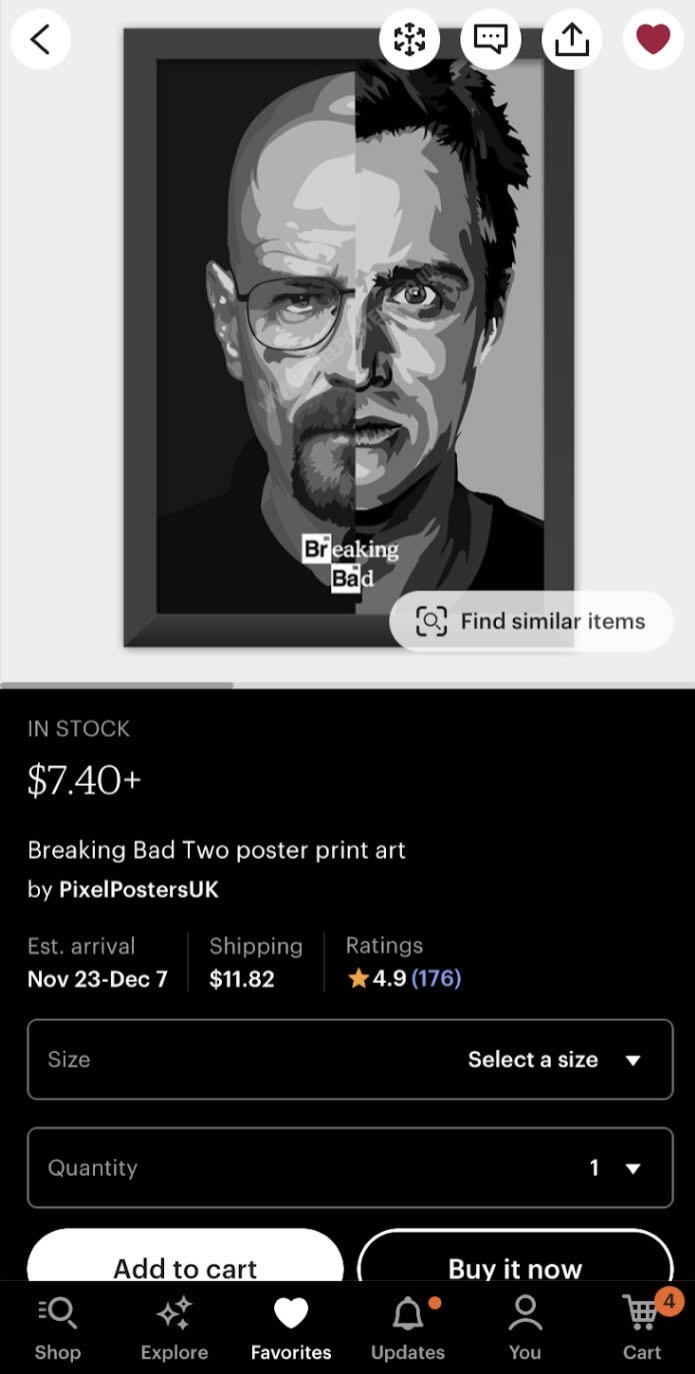 Breaking
Bad
Find similar items
IN STOCK
$7.40+
Breaking Bad Two poster print art
by PixelPostersUK
Est. arrival
Nov 23-Dec 7
Shipping
$11.82
Ratings
4.9 (176)
Size
Select a size
Quantity
1
Add to cart
Buy it now
4
Shop
Explore
Favorites
Updates
You
Cart